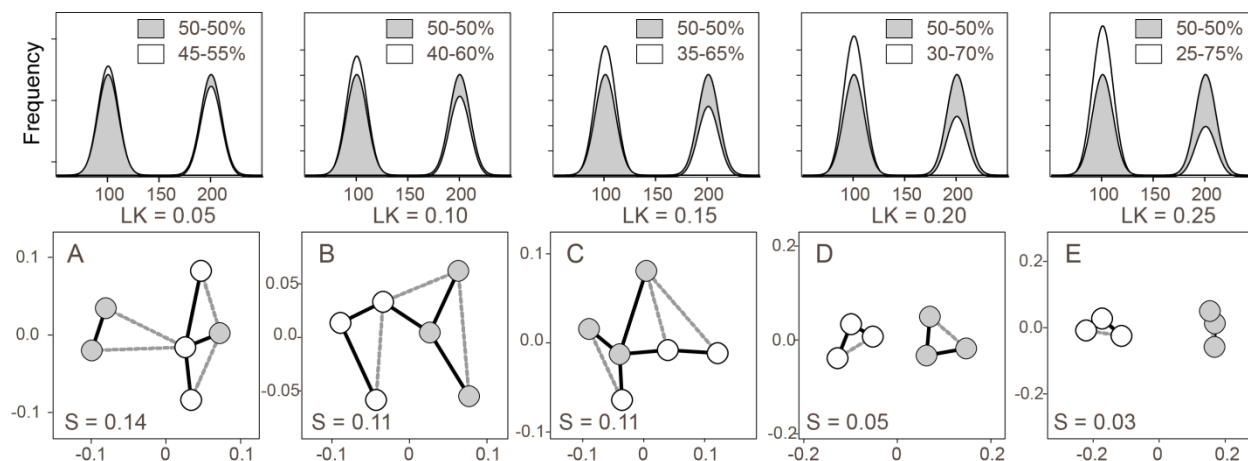 Frequency
50-50%
45-55%
100 200
LK = 0.05
50-50%
40-60%
100 200
LK = 0.10
50-50%
35-65%
100 200
LK = 0.15
50-50%
30-70%
100 200
LK = 0.20
50-50%
25-75%
100 200
LK = 0.25
A
0.1
0.0
-0.1
S = 0.14
-0.1 0.0 0.1
B
0.05
0.0
-0.05
S = 0.11
-0.1 0 0.1
C
0.1
0.0
-0.1
S = 0.11
-0.1 0 0.1
D
0.2
0.0
0.2
S = 0.05
-0.2 0 0.2
E
0.2
0.0
-0.2
S = 0.03
-0.2 0 0.2